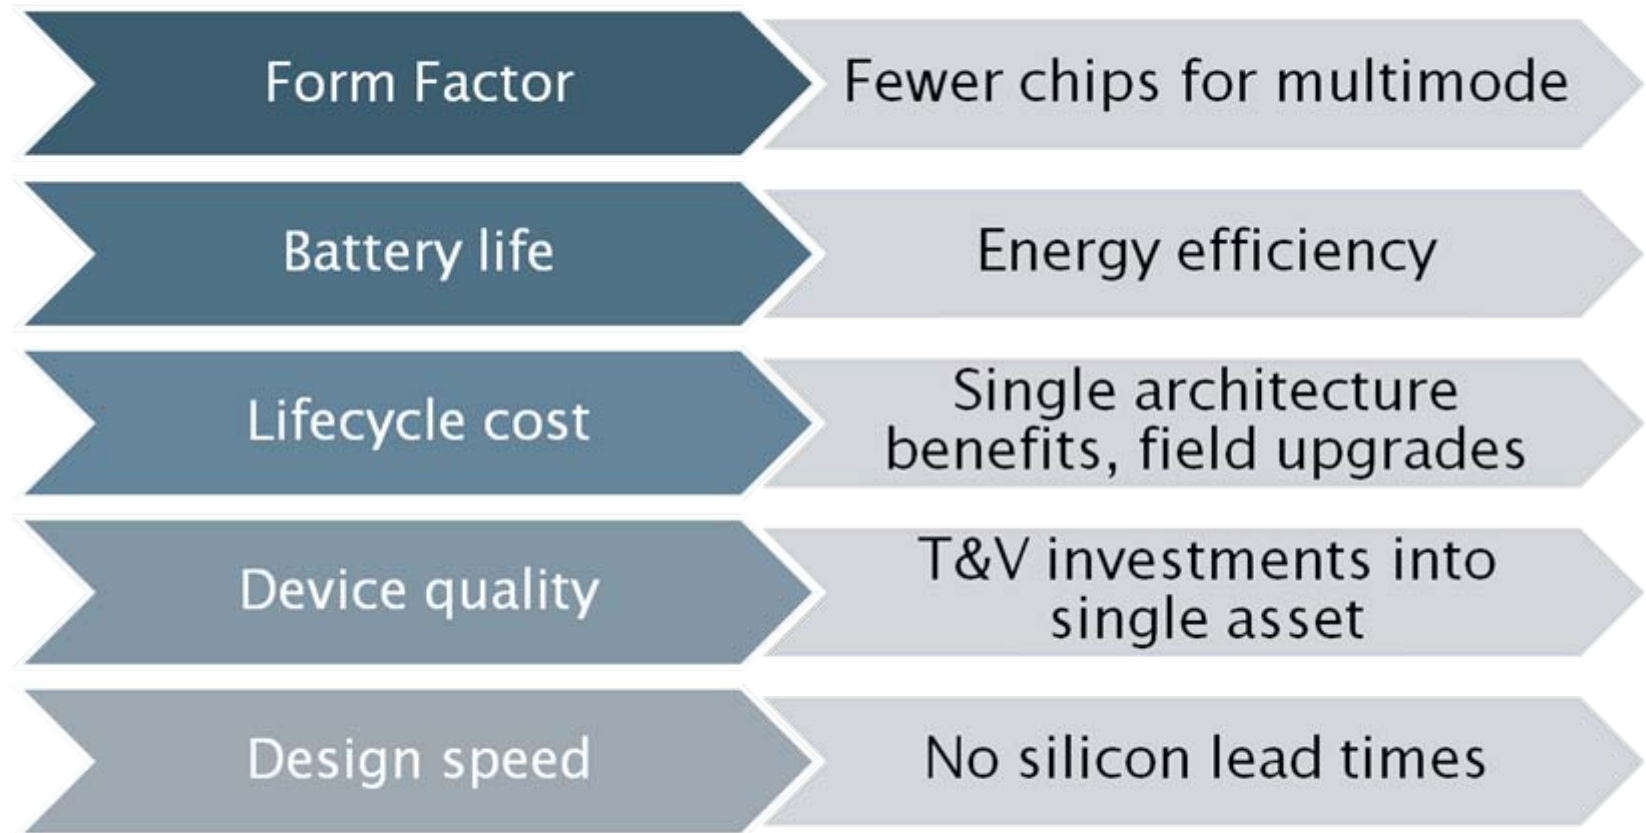 Form Factor
Fewer chips for multimode
Battery life
Energy efficiency
Lifecycle cost
Single architecture
benefits, field upgrades
Device quality
T&V investments into
single asset
Design speed
No silicon lead times